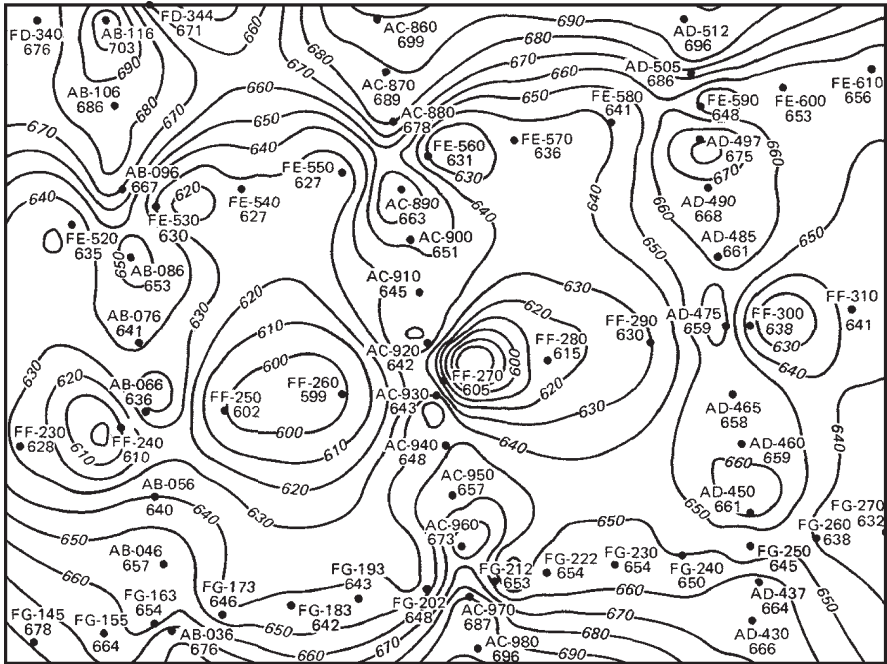 FD-340
676
AB-116
703
FD-344
671
660
AC-860
699
690
AD-512
696
680
680
670
AD-505
686
FE-610
656
690
660
670
660
AC-870
689
660
650
AB-106
686
680
670
650
AC-880
678
FE-580
641
FE-590
648
FE-600
653
670
640
FE-560
631
FE-570
636
AD-497
675
660
FE-550
627
630
670
AB-096
667
620
FE-540
627
AC-890
663
640
640
660
AD-490
668
640
FE-530
630
FE-520
635
650
AB-086
653
AC-900
651
650
AD-485
661
650
AC-910
645
630
620
630
AB-076
641
610
620
FF-290
630
AD-475
659
FF-300
638
FF-310
641
AC-920
642
FF-280
615
630
600
600
630
620
AB-066
636
FF-250
602
FF-260
599
FF-270
605
620
640
AC-930
643
630
AD-465
658
FF-230
628
FF-240
610
610
600
610
640
640
AC-940
648
AD-460
659
660
620
AB-056
640
AC-950
657
AD-450
661
650
630
640
FG-270
632
650
AC-960
673
650
FG-260
638
AB-046
657
FG-212
653
FG-222
654
FG-230
654
FG-240
650
FG-250
645
660
FG-193
643
FG-163
654
FG-173
646
FG-183
642
FG-202
648
660
AD-437
664
650
FG-145
678
FG-155
664
AB-036
676
650
AC-970
687
670
680
AD-430
666
660
670
AC-980
696
690